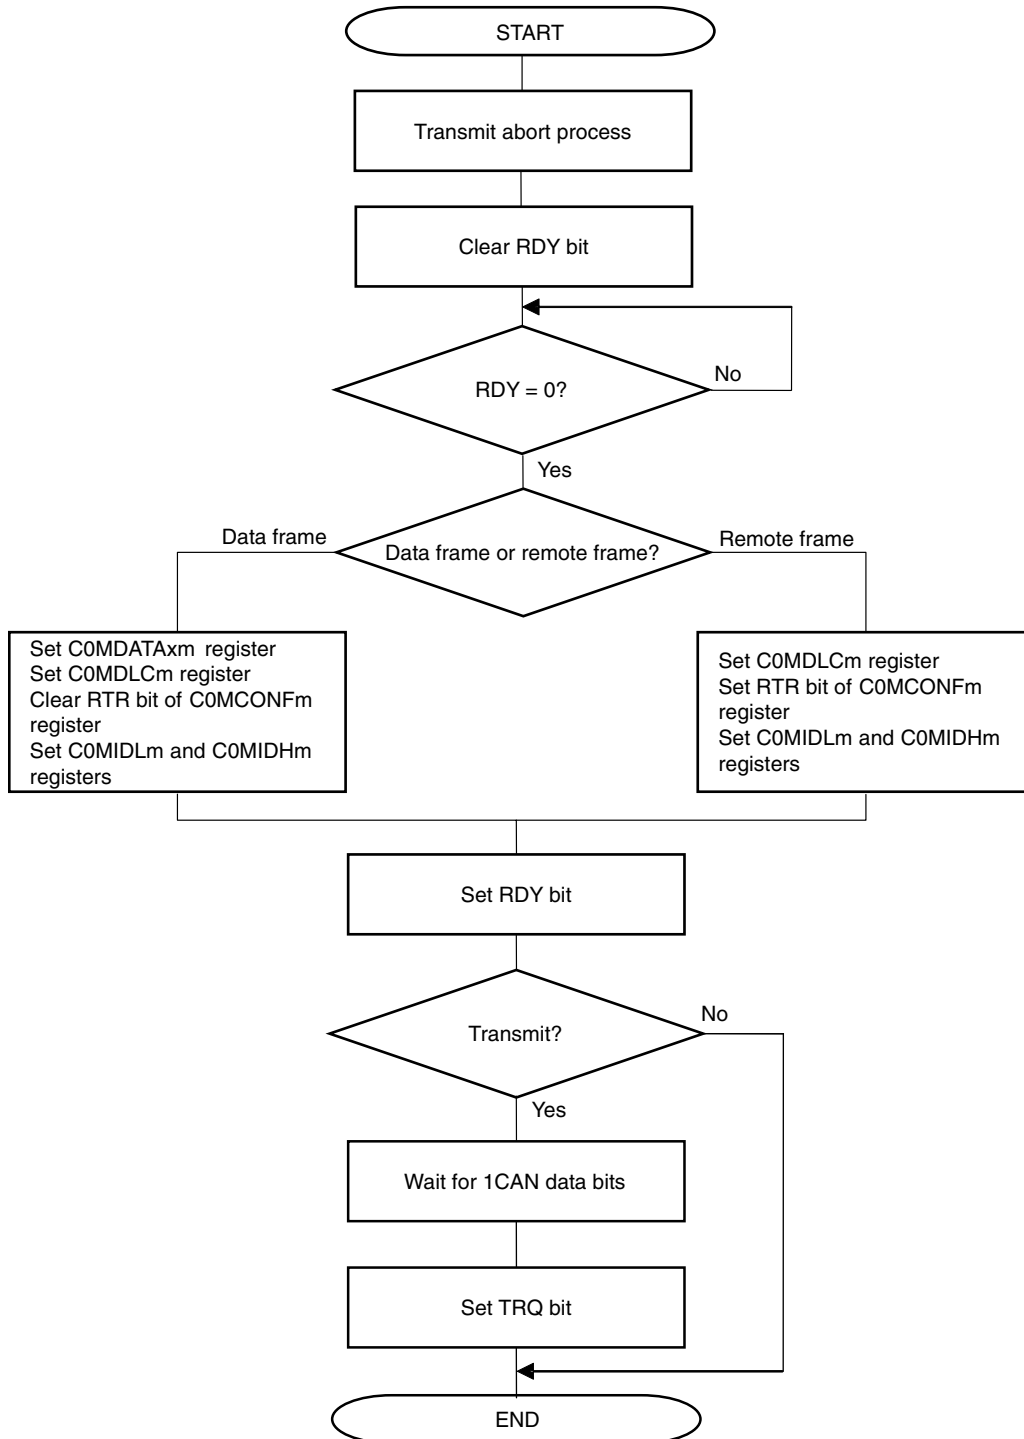 START
Transmit abort process
Clear RDY bit
RDY = 0?
No
Yes
Data frame
Data frame or remote frame?
Remote frame
Set C0MDATAxm register
Set C0MDLCm register
Clear RTR bit of C0MCONFm
register
Set C0MIDLm and C0MIDHm
registers
Set C0MDLCm register
Set RTR bit of C0MCONFm
register
Set C0MIDLm and C0MIDHm
registers
Set RDY bit
Transmit?
No
Yes
Wait for 1CAN data bits
Set TRQ bit
END